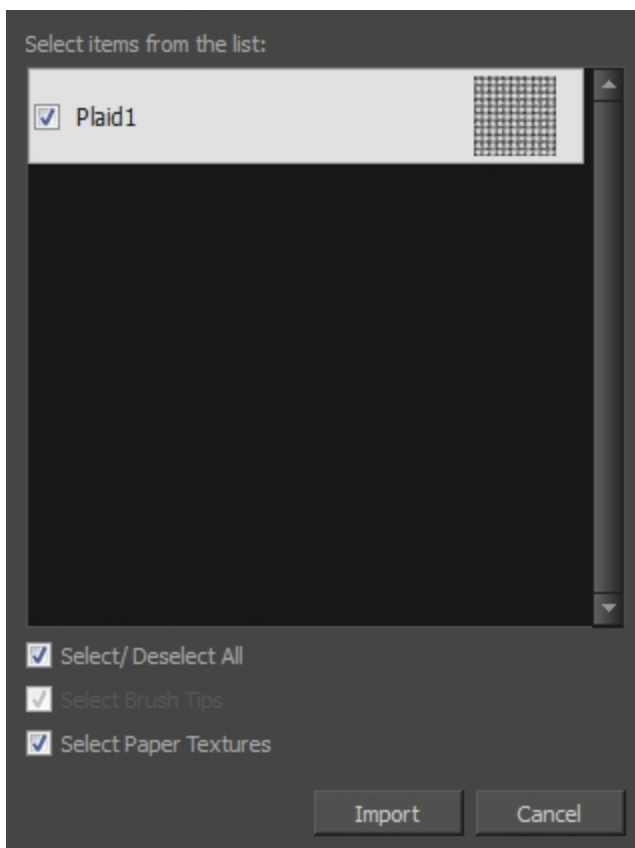 Select items from the list:
Plaid1
Select/ Deselect All
Select Brush Tips
Select Paper Textures
Import Cancel